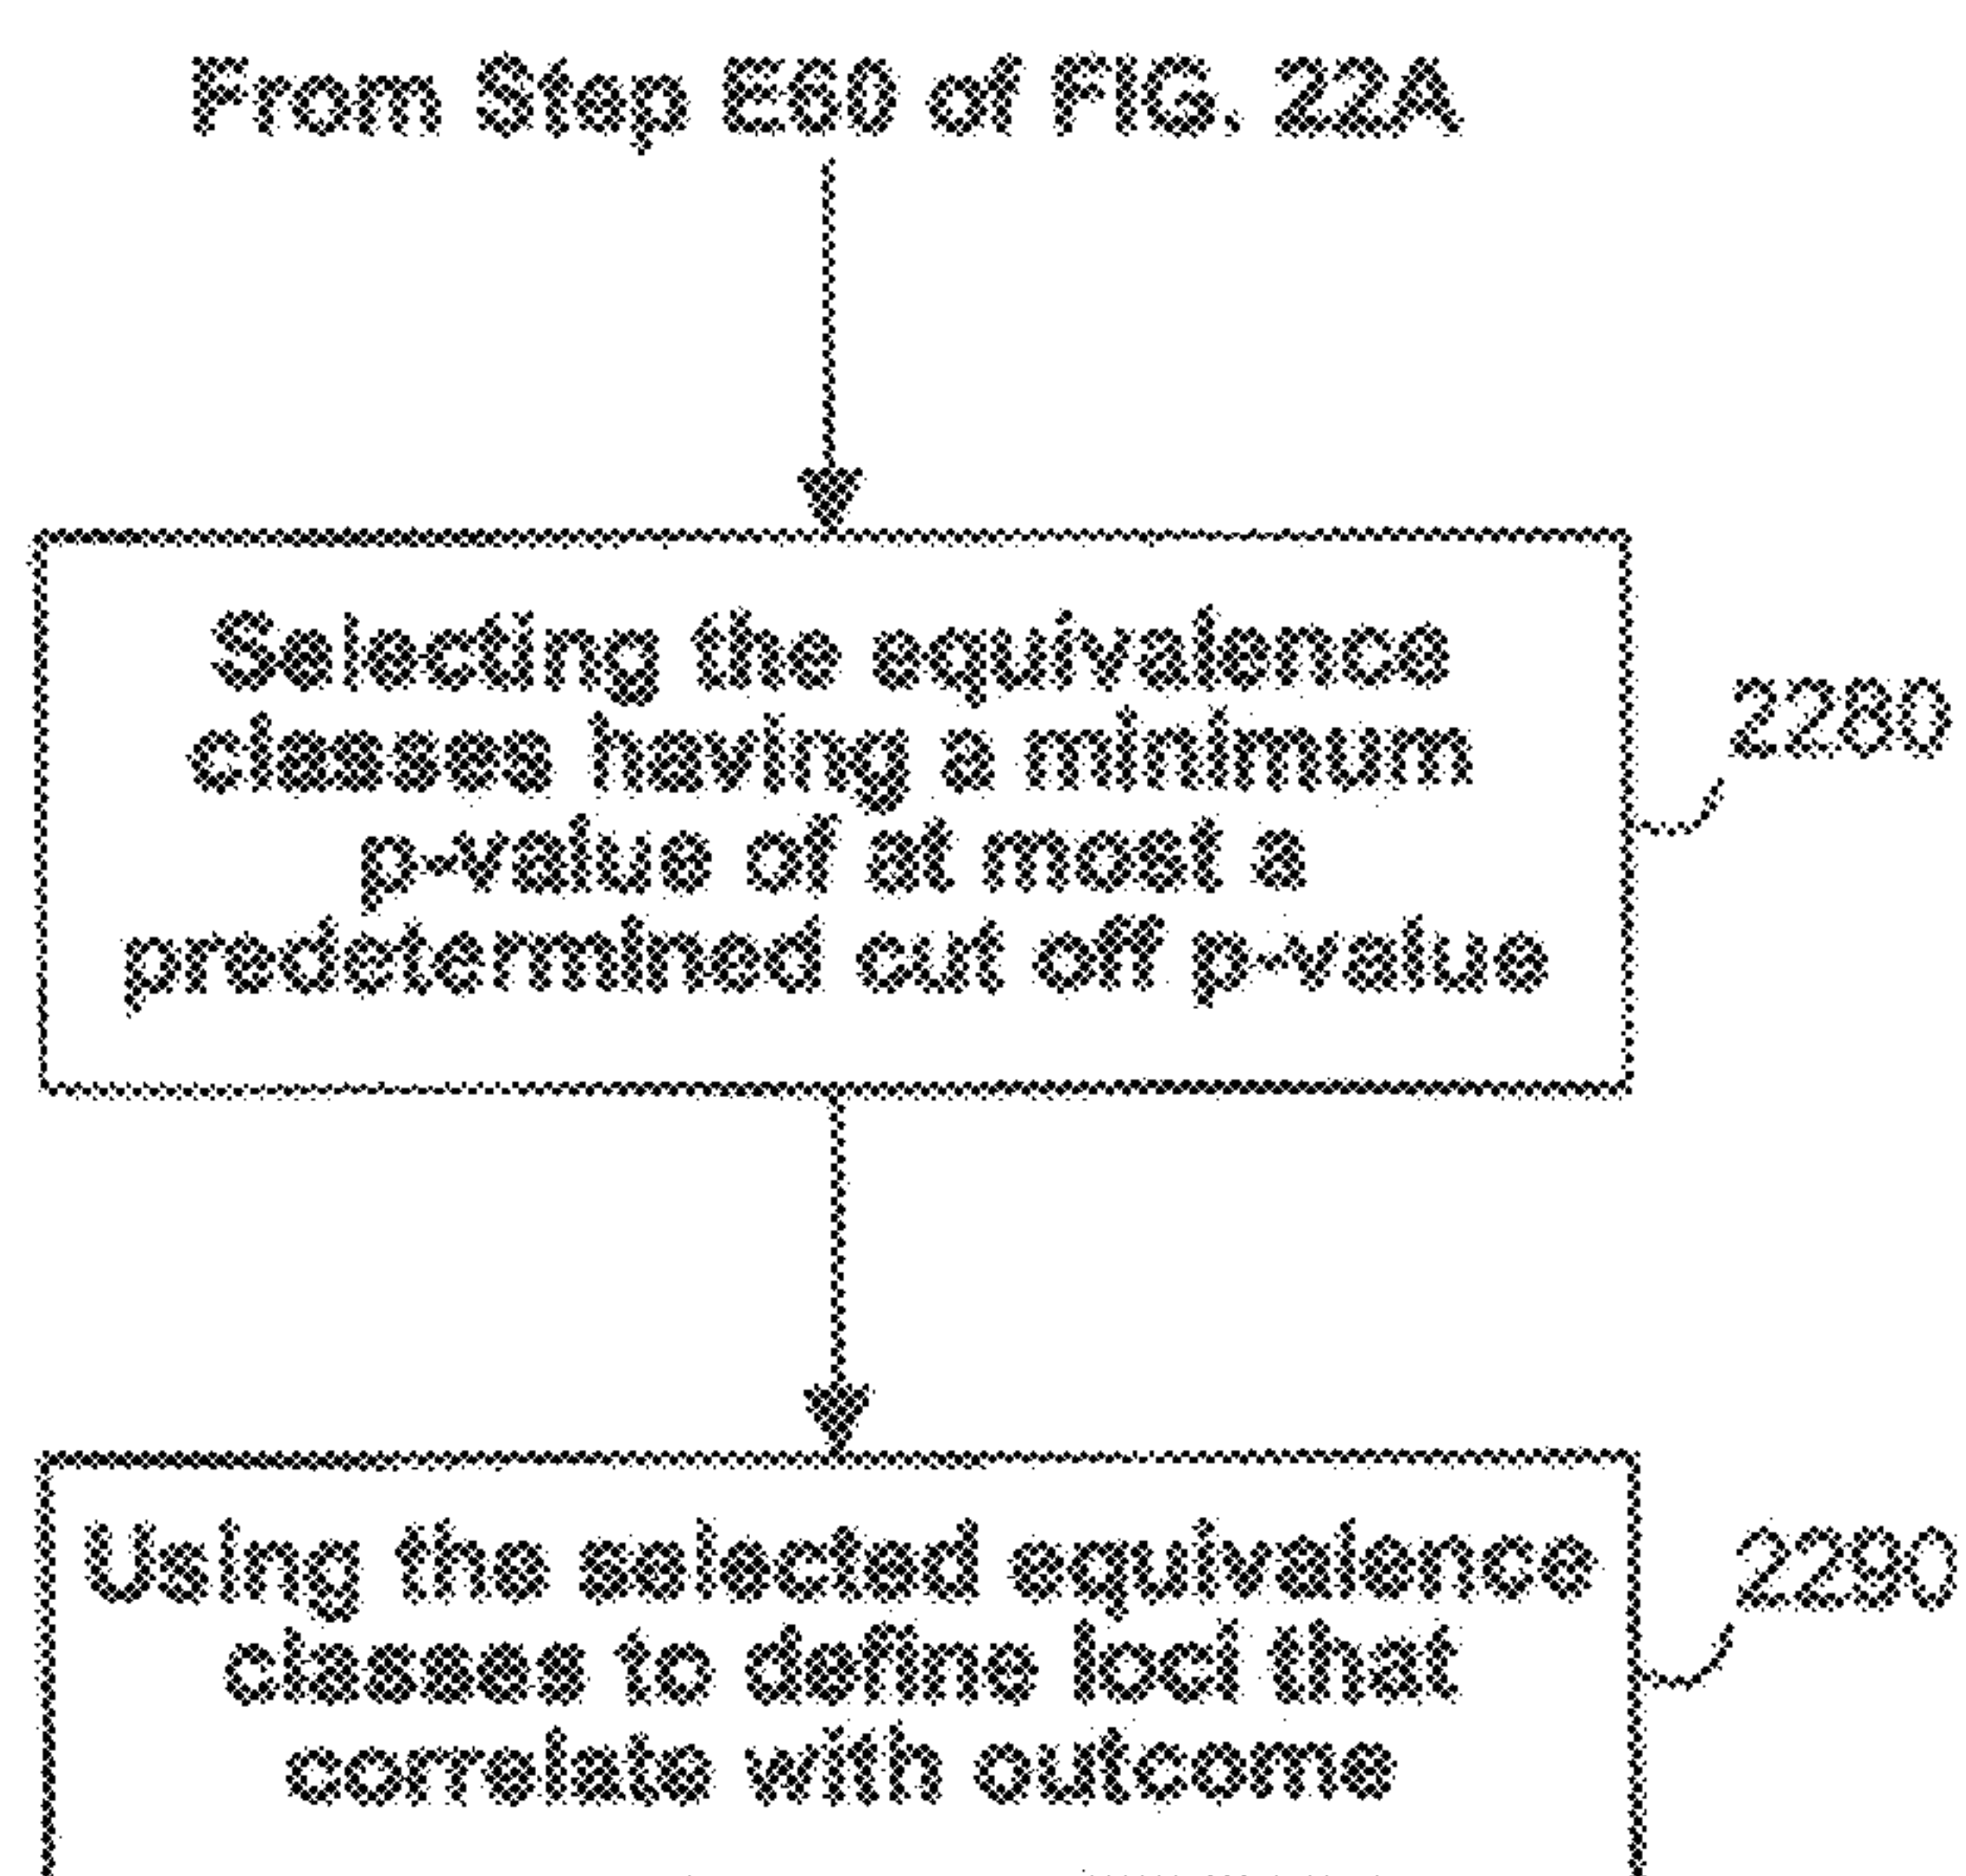 From Step E60 of FIG. 22A
Selecting the equivalence
classes having a minimum
p-value of at most a
predetermined cut off p-value
2280
Using the selected equivalence
classes to define loci that
correlate with outcome
2290